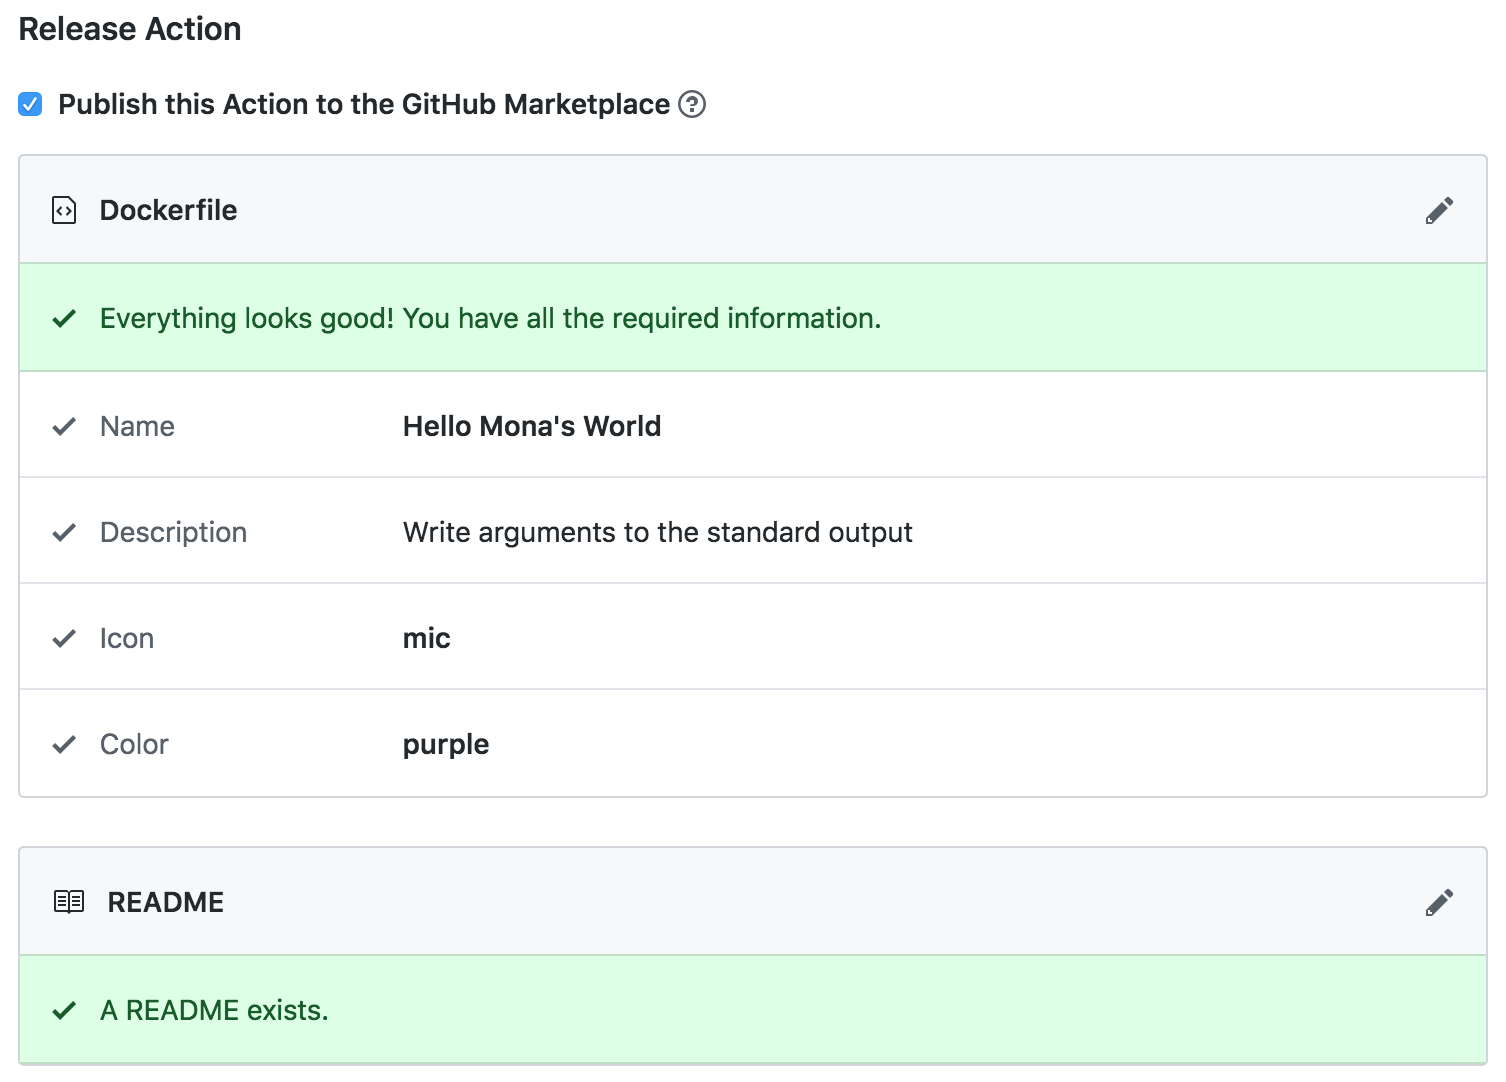 Release Action
Publish this Action to the GitHub Marketplace
Dockerfile
Everything looks good! You have all the required information.
Name Hello Mona's World
Description Write arguments to the standard output
Icon mic
Color purple
README
A README exists.